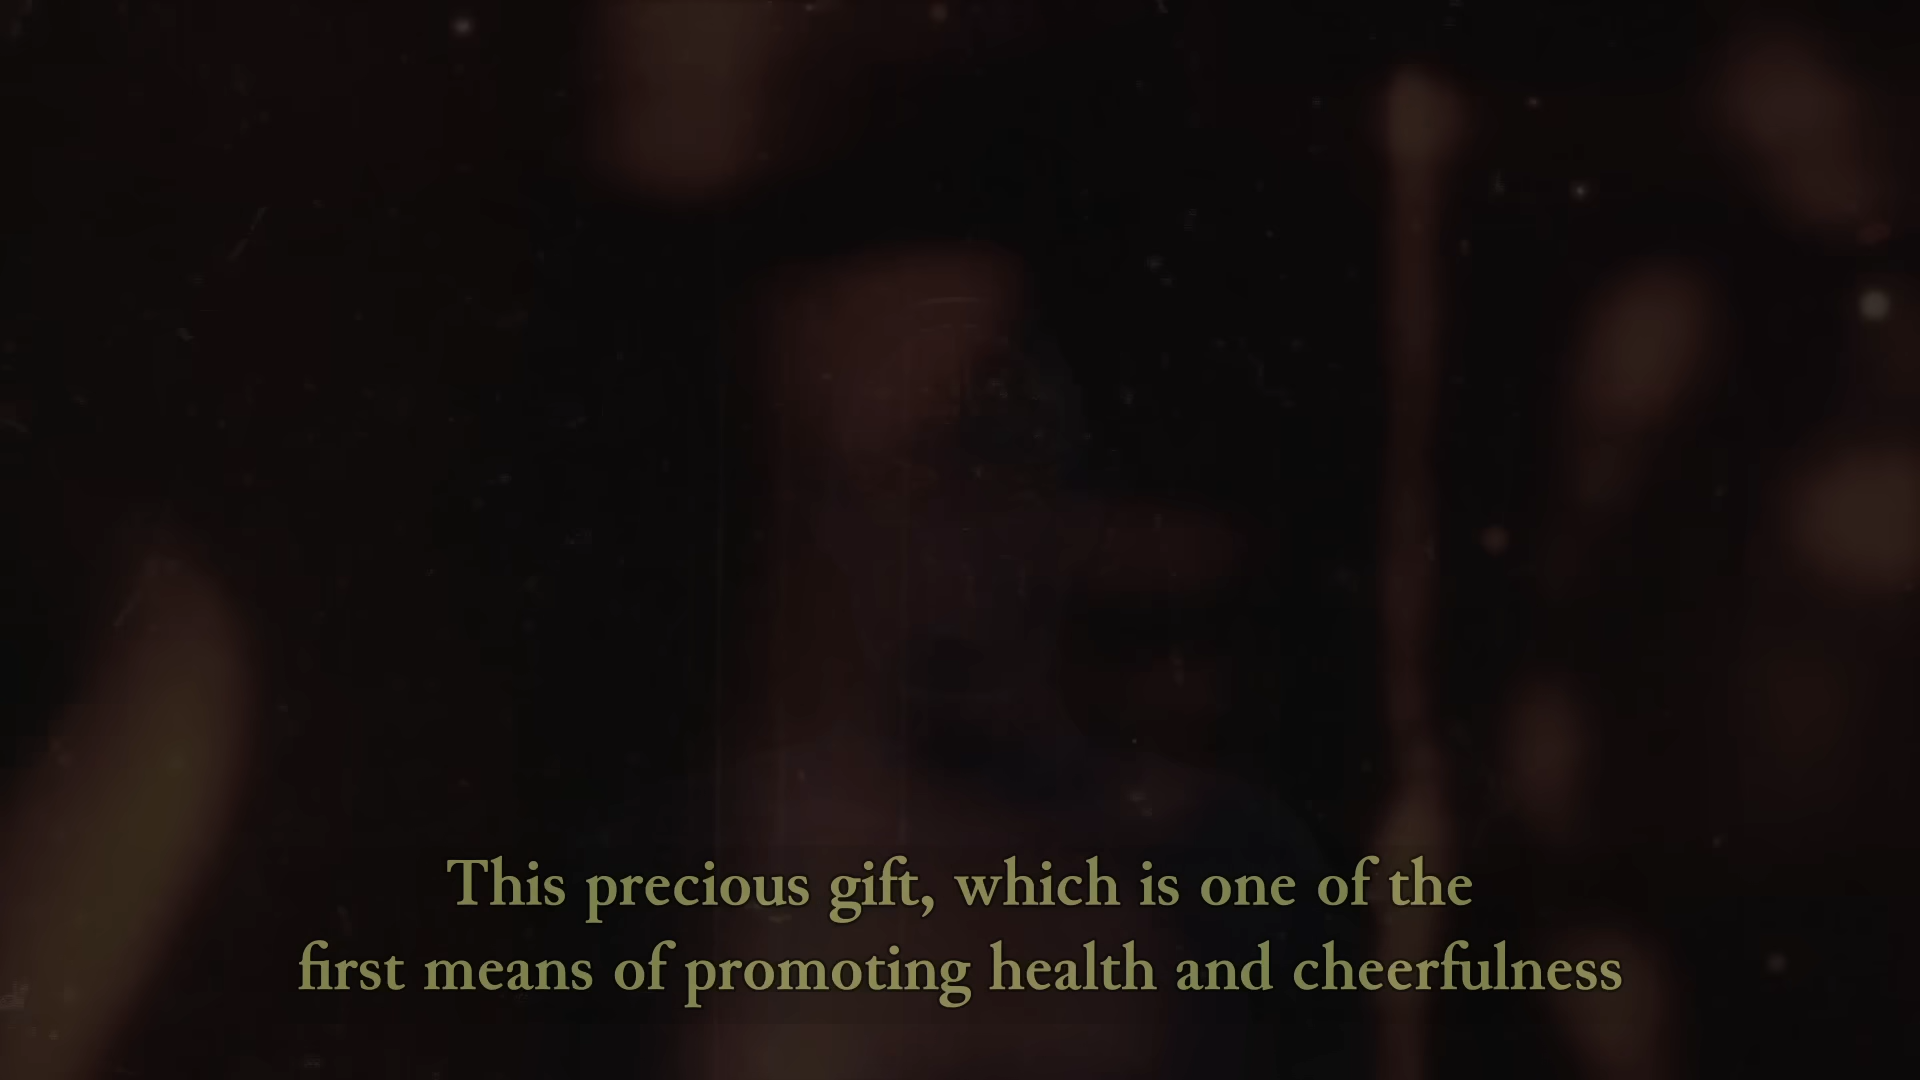 This precious gift, which is one of the
first means of promoting health and cheerfulness